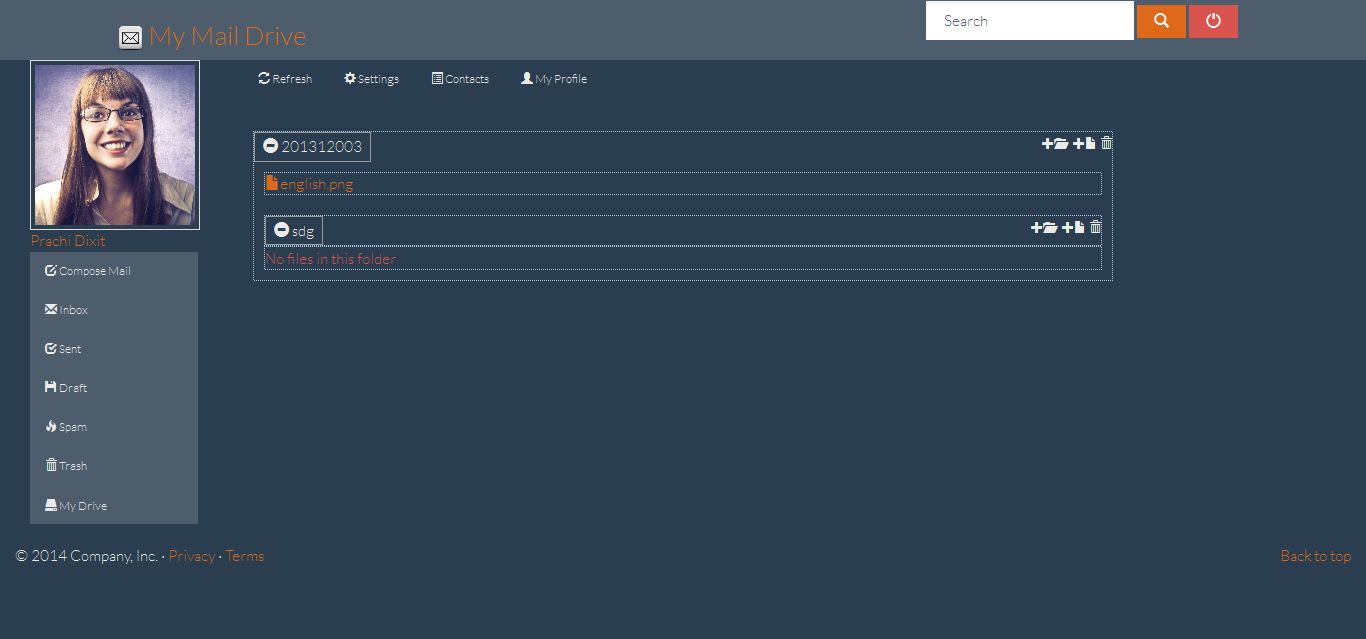 My Mail Drive
Search
Refresh Settings Contacts My Profile
201312003
english.png
sdg
No files in this folder
Prachi Dixit
Compose Mail
Inbox
Sent
Draft
Spam
Trash
My Drive
© 2014 Company, Inc. · Privacy · Terms
Back to top